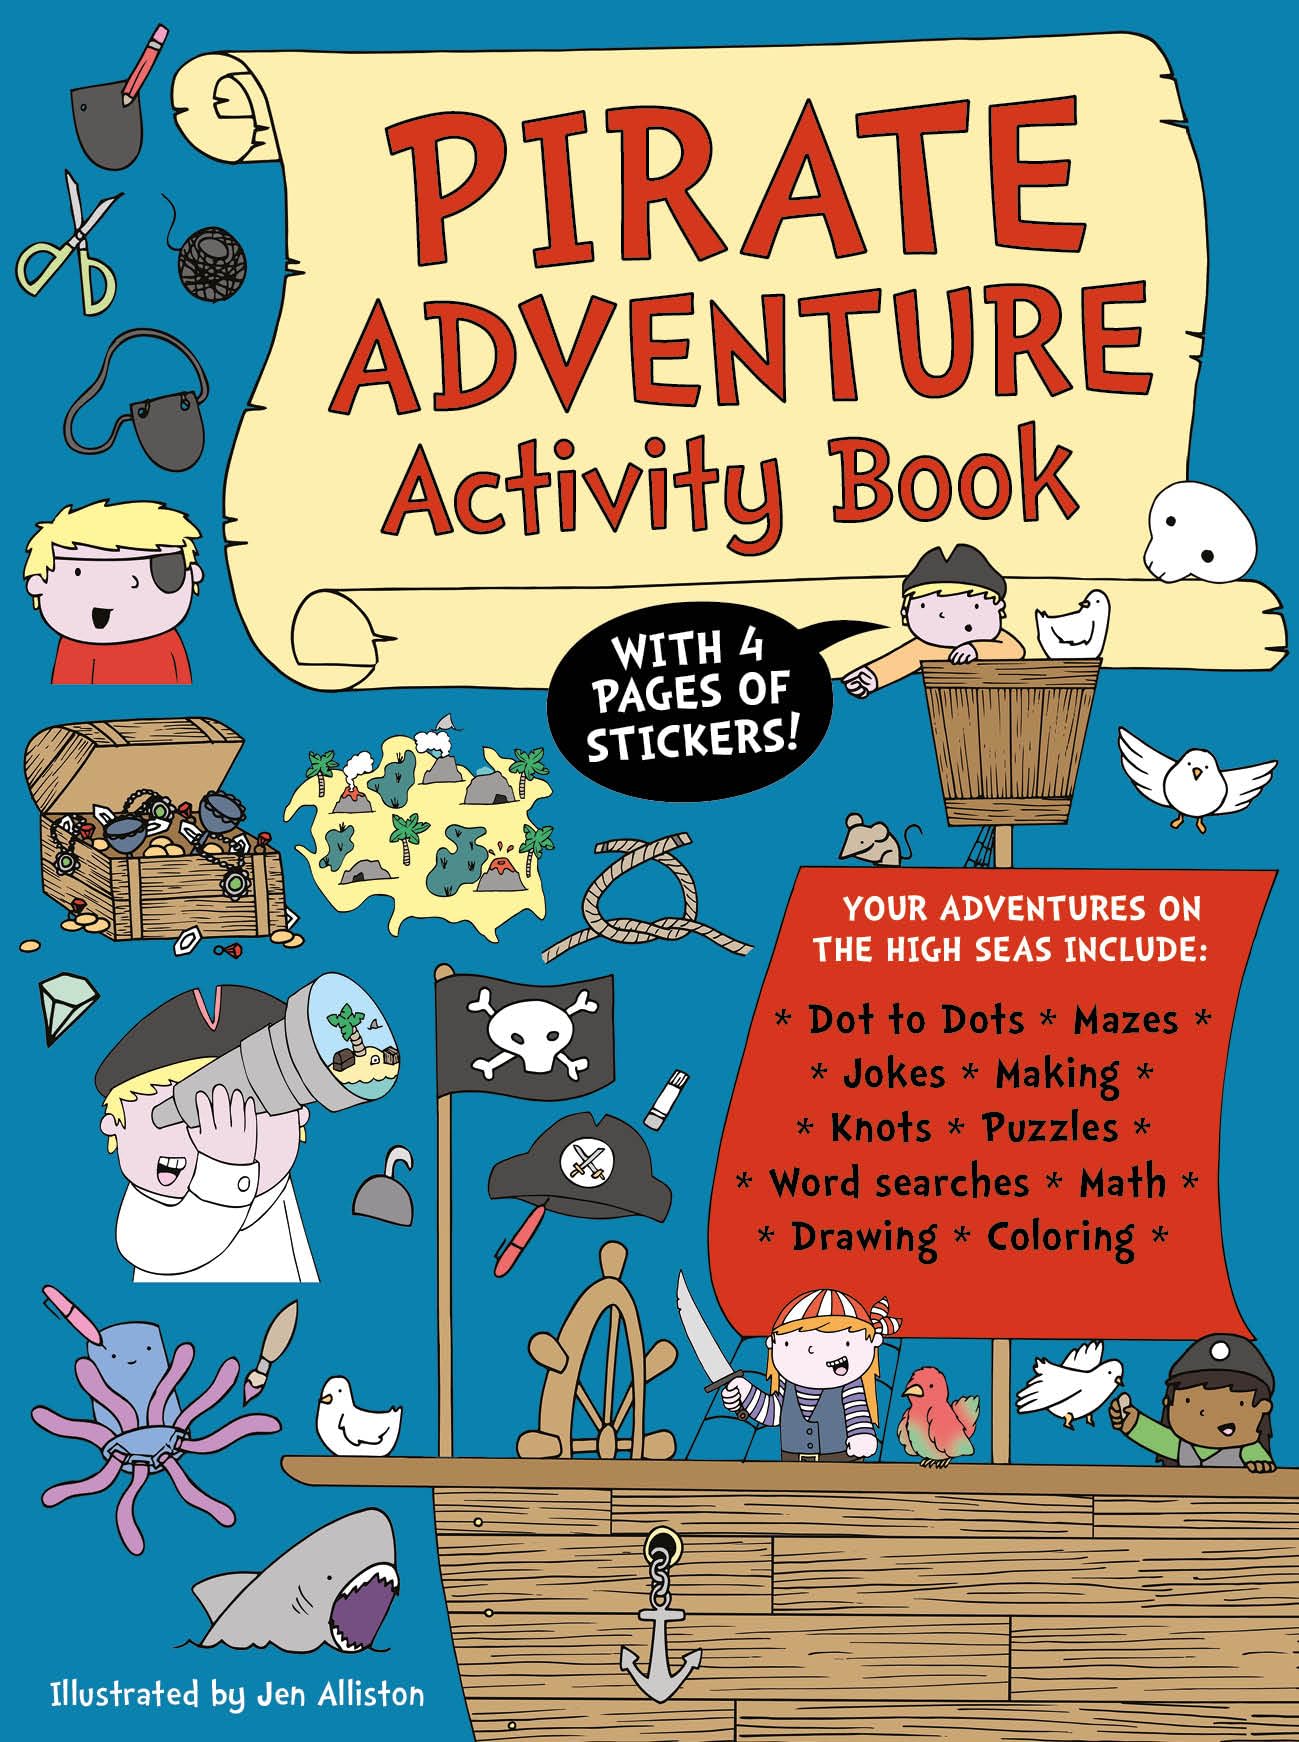 PIRATE
ADVENTURE
Activity Book
WITH 4
PAGES OF
STICKERS!
YOUR ADVENTURES ON
THE HIGH SEAS INCLUDE:
* Dot to Dots * Mazes *
* Jokes * Making *
* Knots * Puzzles *
* Word searches * Math *
* Drawing * Coloring *
Illustrated by Jen Alliston